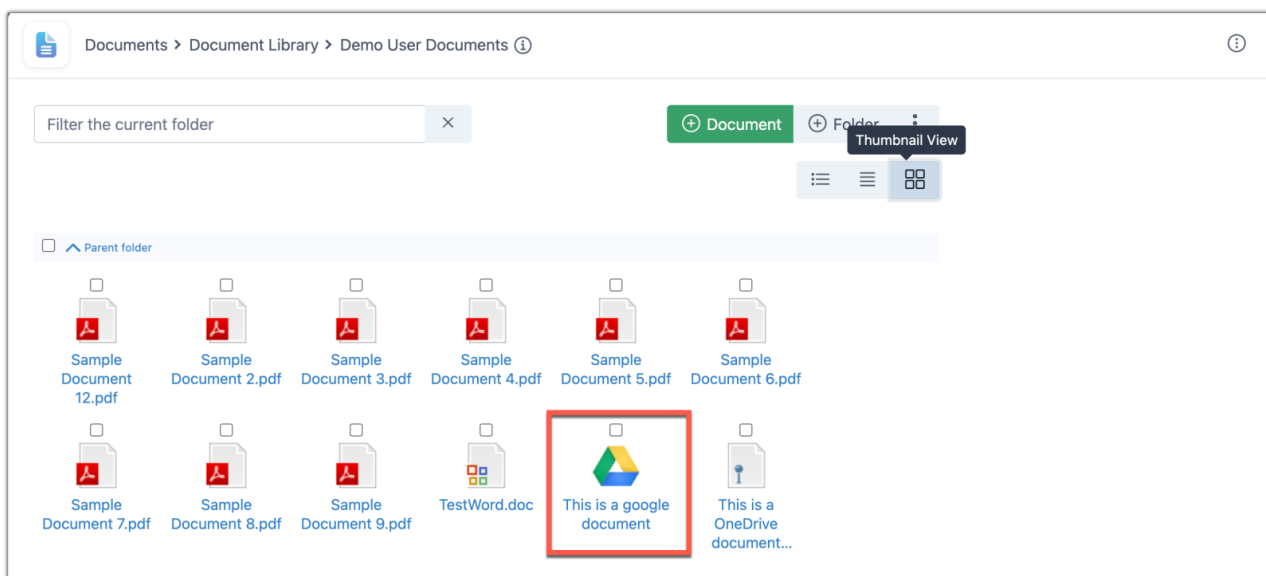 Documents > Document Library > Demo User Documents
Filter the current folder
Document
Folder
Thumbnail View
Parent folder
Sample Document 12.pdf
Sample Document 2.pdf
Sample Document 3.pdf
Sample Document 4.pdf
Sample Document 5.pdf
Sample Document 6.pdf
Sample Document 7.pdf
Sample Document 8.pdf
Sample Document 9.pdf
TestWord.doc
This is a google document
This is a OneDrive document...